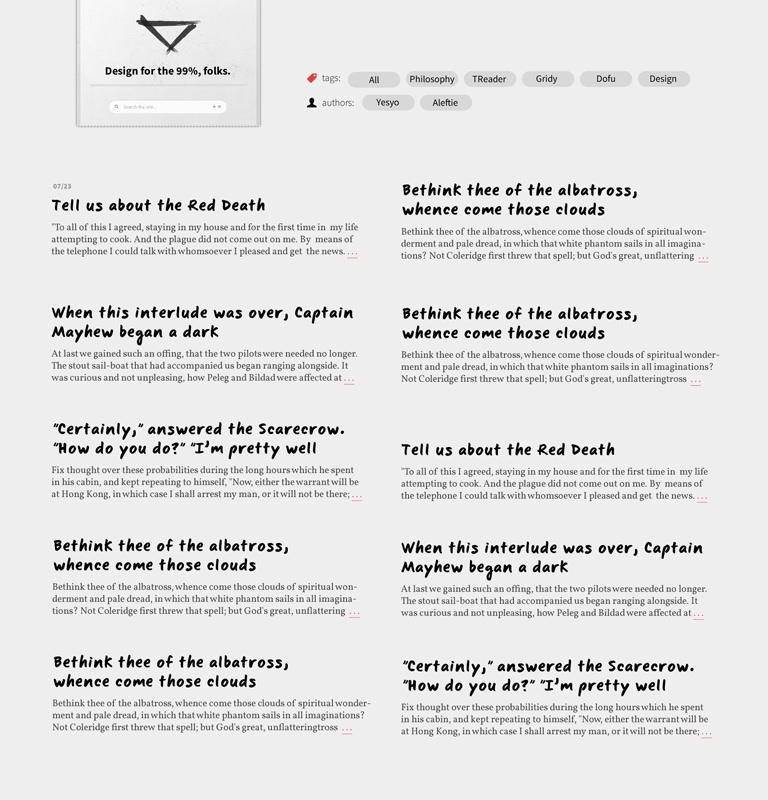 Design for the 99%, folks.
Search the site...
tags: All Philosophy TReader Gridy Dofu Design
authors: Yesyo Aleftie
07/23
Tell us about the Red Death
"To all of this I agreed, staying in my house and for the first time in my life
attempting to cook. And the plague did not come out on me. By means of
the telephone I could talk with whomsoever I pleased and get the news. ...
When this interlude was over, Captain
Mayhew began a dark
At last we gained such an offing, that the two pilots were needed no longer.
The stout sail-boat that had accompanied us began ranging alongside. It
was curious and not unpleasing, how Peleg and Bildad were affected at ...
"Certainly," answered the Scarecrow.
"How do you do?" "I'm pretty well
Fix thought over these probabilities during the long hours which he spent
in his cabin, and kept repeating to himself, "Now, either the warrant will be
at Hong Kong, in which case I shall arrest my man, or it will not be there; ...
Bethink thee of the albatross,
whence come those clouds
Bethink thee of the albatross, whence come those clouds of spiritual won-
derment and pale dread, in which that white phantom sails in all imagina-
tions? Not Coleridge first threw that spell; but God's great, unflattering ...
Bethink thee of the albatross,
whence come those clouds
Bethink thee of the albatross, whence come those clouds of spiritual wonder-
ment and pale dread, in which that white phantom sails in all imaginations?
Not Coleridge first threw that spell; but God's great, unflatteringtross ...
Bethink thee of the albatross,
whence come those clouds
Bethink thee of the albatross, whence come those clouds of spiritual won-
derment and pale dread, in which that white phantom sails in all imagina-
tions? Not Coleridge first threw that spell; but God's great, unflattering ...
Bethink thee of the albatross,
whence come those clouds
Bethink thee of the albatross, whence come those clouds of spiritual wonder-
ment and pale dread, in which that white phantom sails in all imaginations?
Not Coleridge first threw that spell; but God's great, unflatteringtross ...
Tell us about the Red Death
"To all of this I agreed, staying in my house and for the first time in my life
attempting to cook. And the plague did not come out on me. By means of
the telephone I could talk with whomsoever I pleased and get the news. ...
When this interlude was over, Captain
Mayhew began a dark
At last we gained such an offing, that the two pilots were needed no longer.
The stout sail-boat that had accompanied us began ranging alongside. It
was curious and not unpleasing, how Peleg and Bildad were affected at ...
"Certainly," answered the Scarecrow.
"How do you do?" "I'm pretty well
Fix thought over these probabilities during the long hours which he spent
in his cabin, and kept repeating to himself, "Now, either the warrant will be
at Hong Kong, in which case I shall arrest my man, or it will not be there; ...